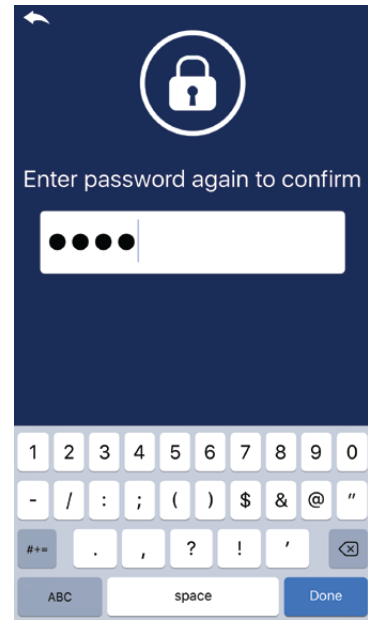 Enter password again to confirm
●●●●
1 2 3 4 5 6 7 8 9 0
- / : ; ( ) $ & @ "
#+= . , ? ! '
ABC space Done